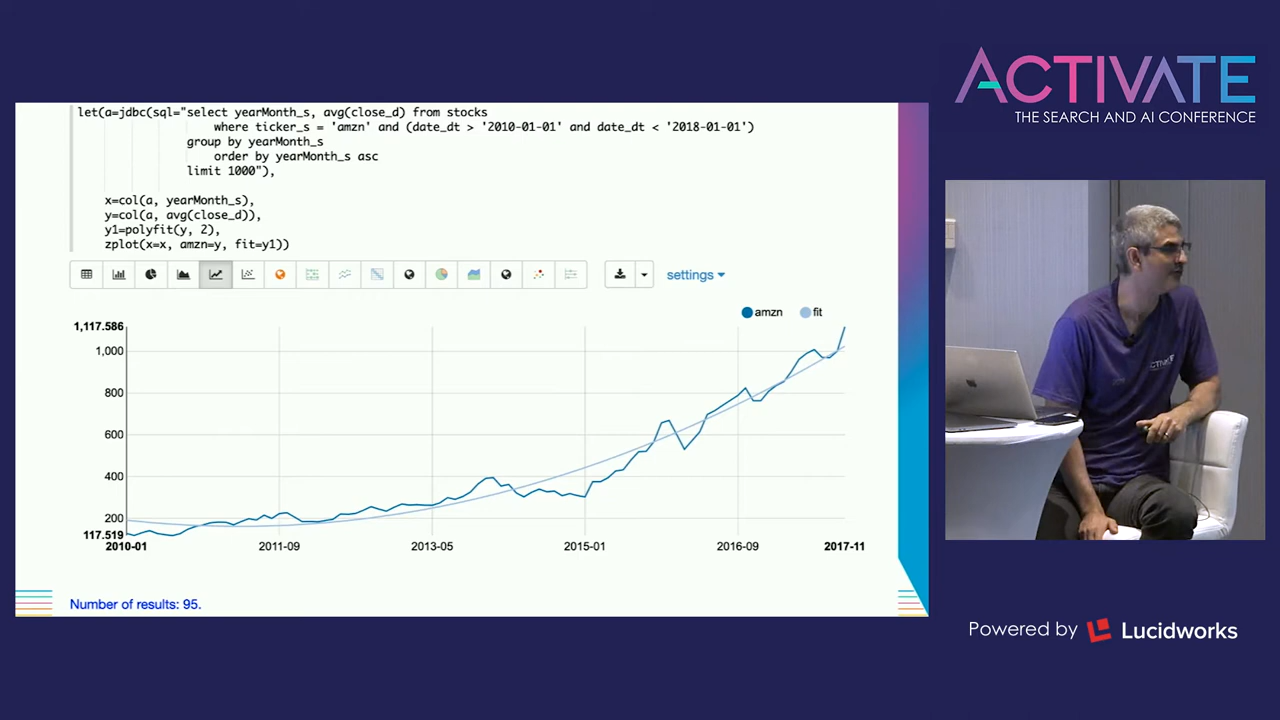 let(a=jdbc(sql="select yearMonth_s, avg(close_d) from stocks
where ticker_s = 'amzn' and (date_dt > '2010-01-01' and date_dt < '2018-01-01')
group by yearMonth_s
order by yearMonth_s asc
limit 1000"),
x=col(a, yearMonth_s),
y=col(a, avg(close_d)),
y1=polyfit(y, 2),
zplot(x=x, amzn=y, fit=y1))
settings
amzn fit
1,117.586
1,000
800
600
400
200
117.519
2010-01 2011-09 2013-05 2015-01 2016-09 2017-11
Number of results: 95.
ACTIVATE
THE SEARCH AND AI CONFERENCE
ACTIVATE
Powered by Lucidworks